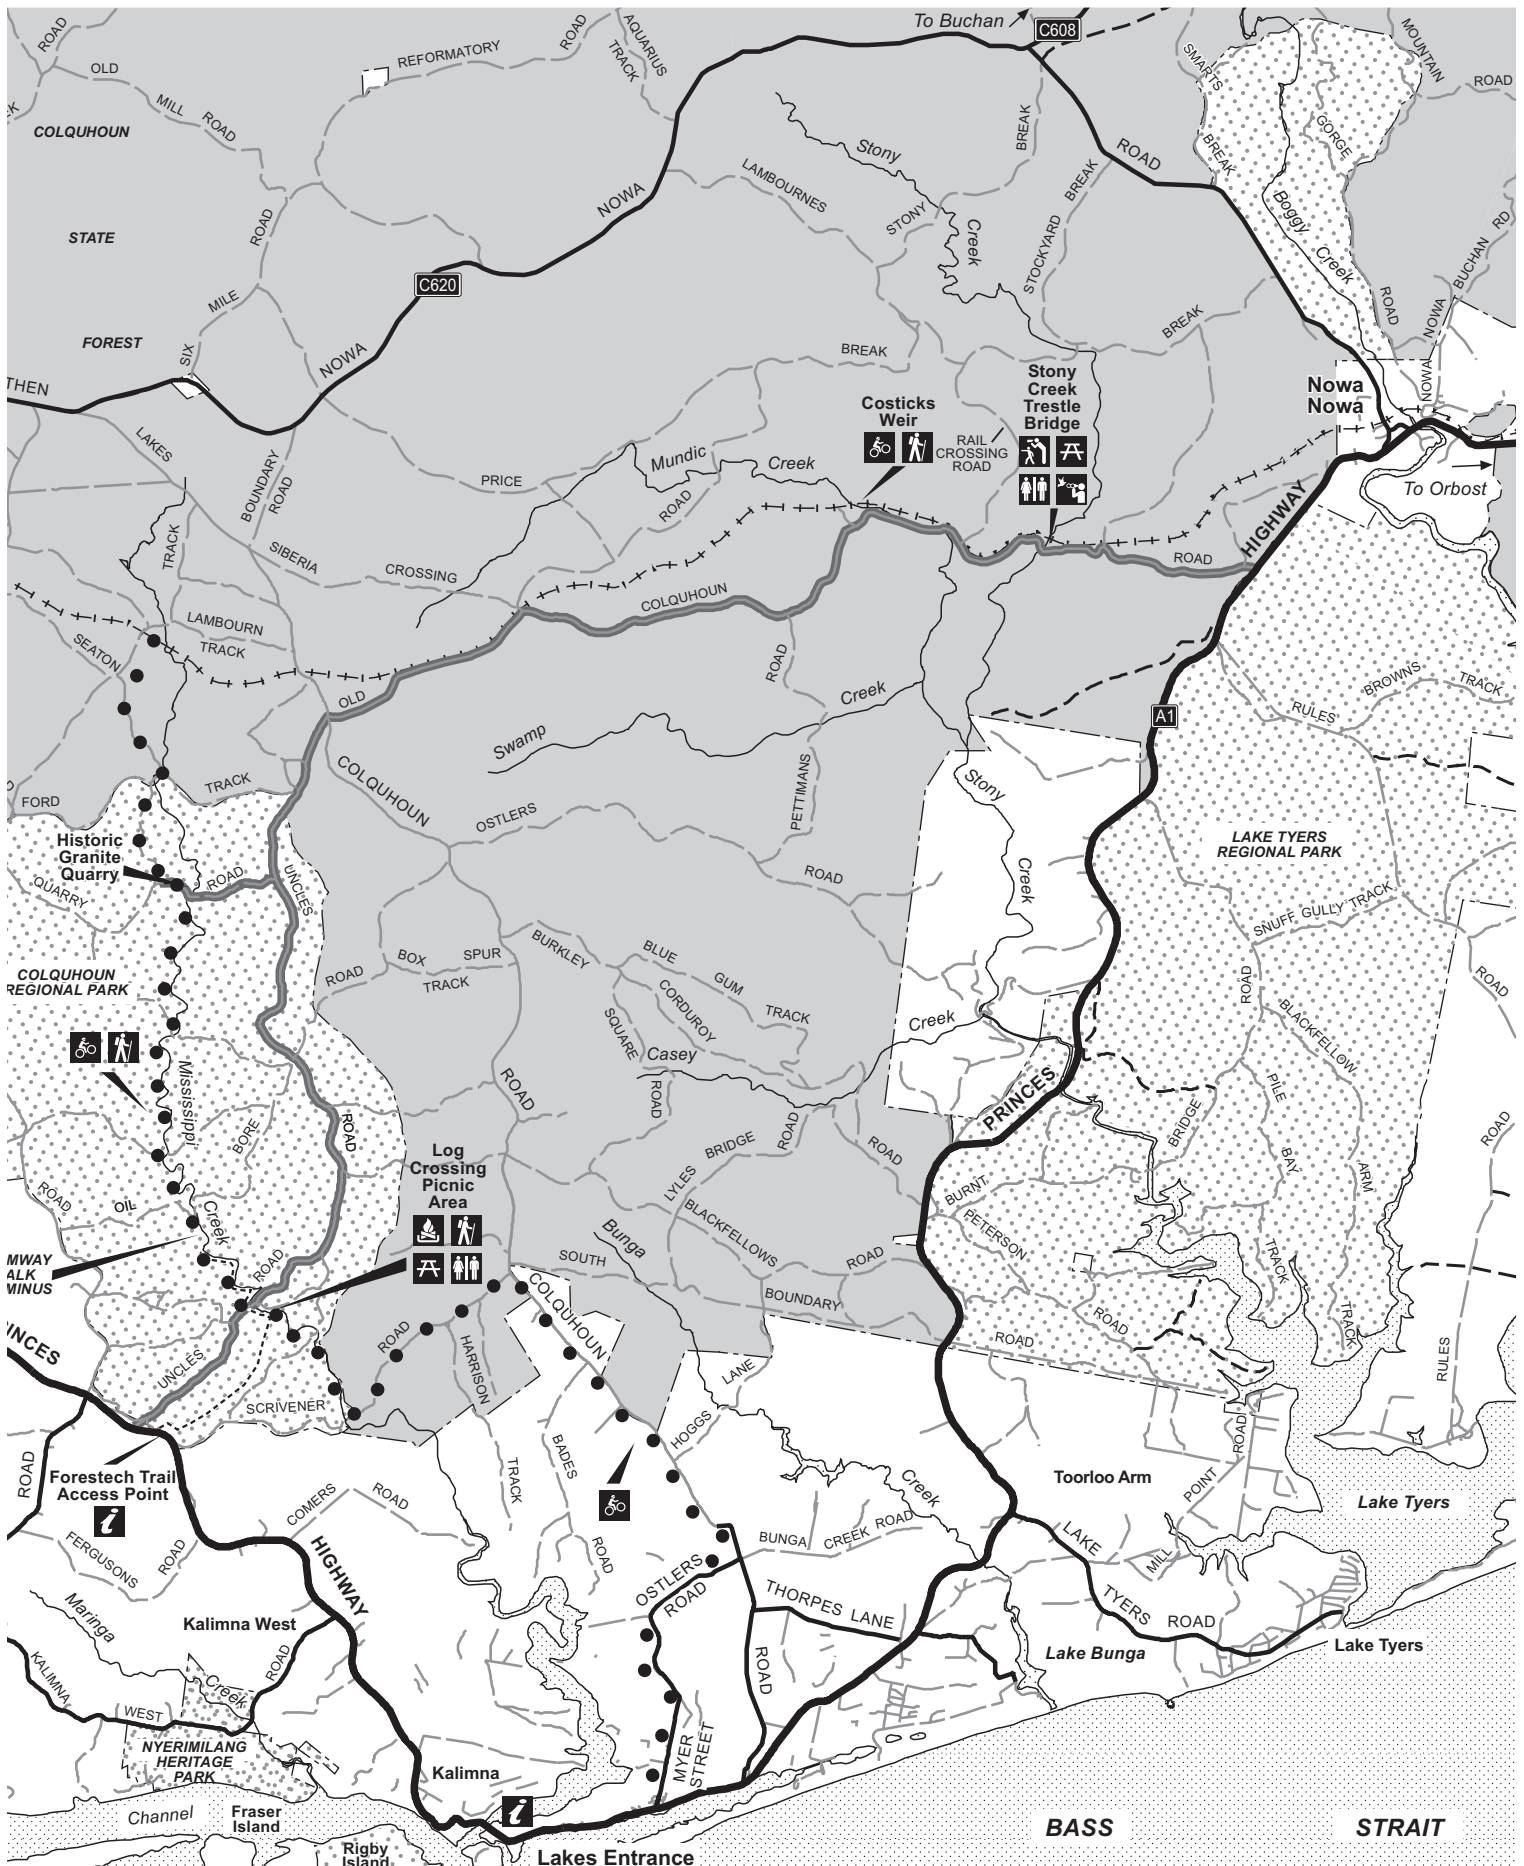 To Buchan
C608
ROAD
OLD
MILL
ROAD
REFORMATORY
ROAD
AQUARIUS
TRACK
SMARTS
BREAK
MOUNTAIN
ROAD
GORGE
ROAD
COLQUHOUN
STATE
FOREST
ROAD
MILE
SIX
NOWA
NOWA
C620
LAMBOURNES
STONY
BREAK
Stony
Creek
STOCKYARD
BREAK
ROAD
BREAK
Boggy
Creek
BUCHAN RD
NOWA
NOWA
THEN
BREAK
Nowa
Nowa
Stony
Creek
Trestle
Bridge
Costicks
Weir
RAIL
CROSSING
ROAD
LAKES
BOUNDARY
ROAD
PRICE
ROAD
Mundic
Creek
To Orbost
HIGHWAY
TRACK
SIBERIA
CROSSING
COLQUHOUN
ROAD
LAMBOURN
TRACK
SEATON
TRACK
FORD
OLD
ROAD
PETTIMANS
Swamp
Creek
A1
BROWNS
TRACK
RULES
COLQUHOUN
OSTLERS
ROAD
Stony
Creek
LAKE TYERS
REGIONAL PARK
Historic
Granite
Quarry
QUARRY
ROAD
UNCLES
SNUFF GULLY TRACK
COLQUHOUN
REGIONAL PARK
ROAD
BOX
SPUR
TRACK
BURKLEY
BLUE
GUM
TRACK
CORDUROY
SQUARE
ROAD
Casey
Creek
ROAD
ROAD
BLACKFELLOW
ARM
TRACK
PILE
BAY
TRACK
BRIDGE
BURNT
Mississippi
Creek
BORE
OIL
ROAD
ROAD
ROAD
PRINCES
Log
Crossing
Picnic
Area
LYLES
BRIDGE
ROAD
ROAD
BLACKFELLOWS
ROAD
PETERSON
ROAD
ROAD
ROAD
MWAY
ALK
MINUS
ROAD
UNCLES
Bunga
SOUTH
BOUNDARY
ROAD
COLQUHOUN
HARRISON
TRACK
INCES
SCRIVENER
LANE
HOGGS
RULES
ROAD
Forestech Trail
Access Point
BADES
ROAD
Creek
Toorloo Arm
ROAD
POINT
MILL
Lake Tyers
COMERS
ROAD
FERGUSONS
ROAD
HIGHWAY
BUNGA
CREEK ROAD
OSTLERS
ROAD
THORPES LANE
LAKE
TYERS
ROAD
Maringa
Creek
Kalimna West
ROAD
KALIMNA
WEST
ROAD
Lake Bunga
Lake Tyers
NYERIMILANG
HERITAGE
PARK
Kalimna
MYER
STREET
Channel
Fraser
Island
Rigby
Island
Lakes Entrance
BASS
STRAIT